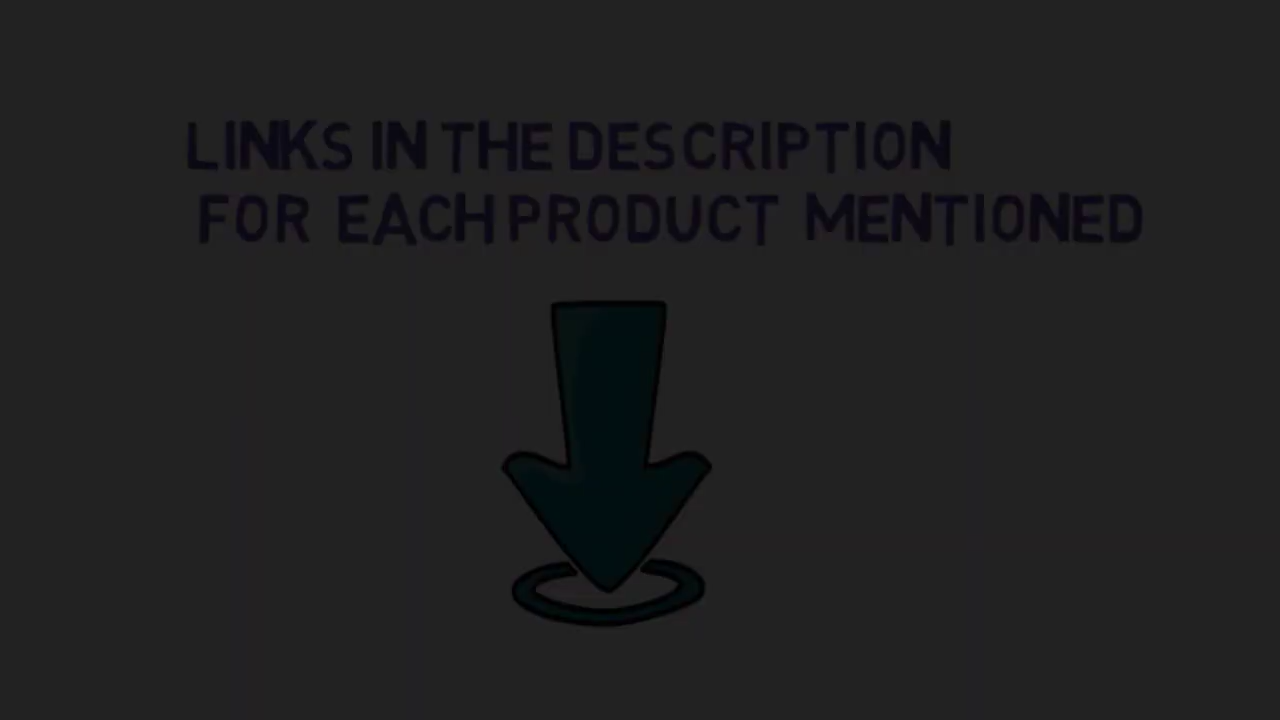 LINKS IN THE DESCRIPTION
FOR EACH PRODUCT MENTIONED